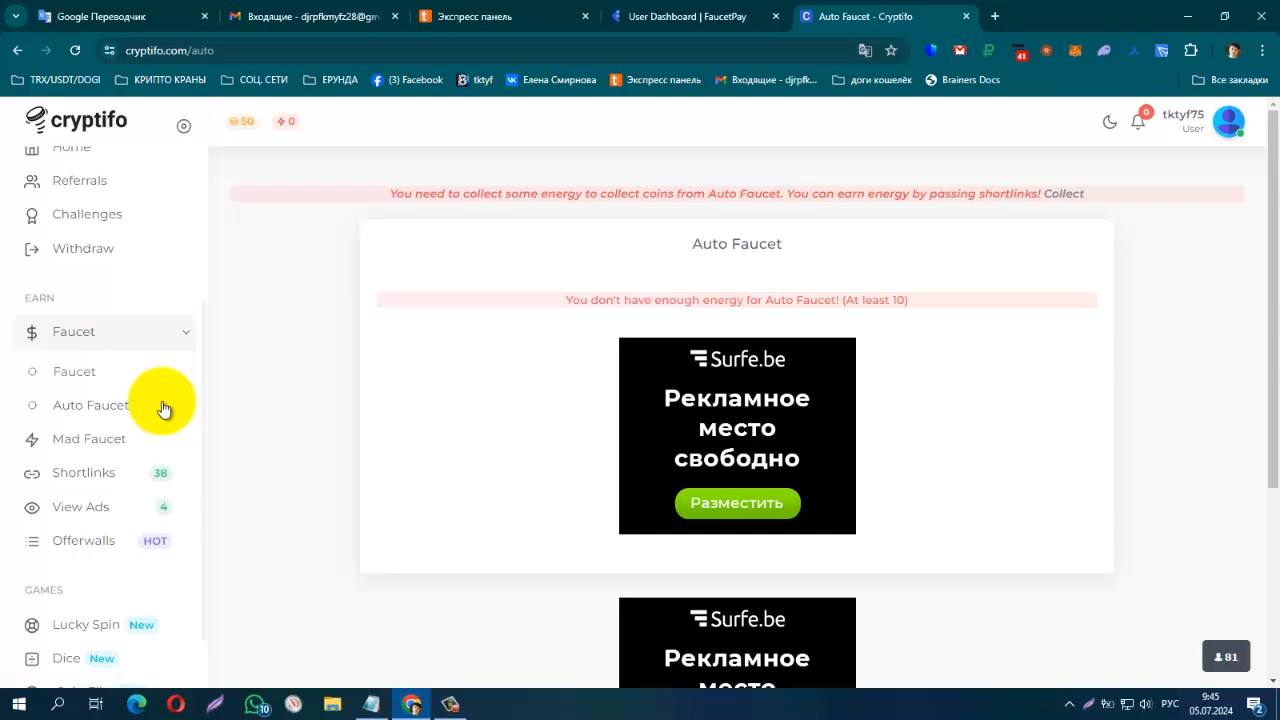 Google Переводчик
Входящие - djrpfkmyfz28@gm
Экспресс панель
User Dashboard | FaucetPay
Auto Faucet - Cryptifo
cryptifo.com/auto
41
TRX/USDT/DOGI
КРИПТО КРАНЫ
СОЦ. СЕТИ
ЕРУНДА
(3) Facebook
tktyf
Елена Смирнова
Экспресс панель
Входящие - djrpfk...
доги кошелёк
Brainers Docs
Все закладки
cryptifo
50
0
0
tktyf75
User
Home
Referrals
Challenges
Withdraw
EARN
Faucet
Faucet
Auto Faucet
Mad Faucet
Shortlinks 38
View Ads 4
Offerwalls HOT
GAMES
Lucky Spin New
Dice New
You need to collect some energy to collect coins from Auto Faucet. You can earn energy by passing shortlinks! Collect
Auto Faucet
You don't have enough energy for Auto Faucet! (At least 10)
Surfe.be
Рекламное
место
свободно
Разместить
Surfe.be
Рекламное
место
81
10
РУС
9:45
05.07.2024
2